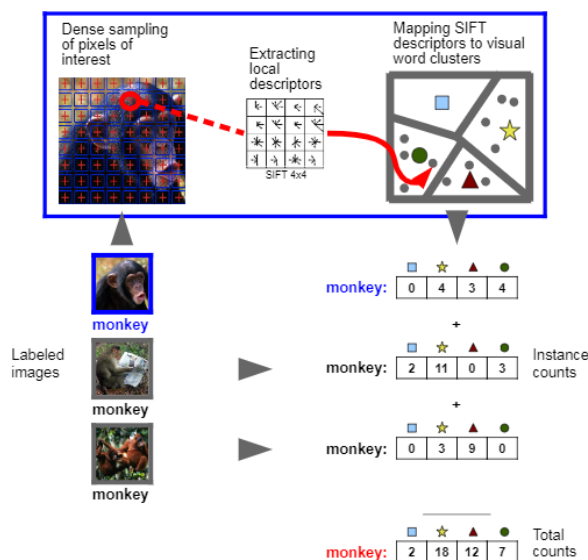 Dense sampling
of pixels of
interest
Extracting
local
descriptors
Mapping SIFT
descriptors to visual
word clusters
SIFT 4x4
monkey
monkey: 0 4 3 4
+
Labeled
images
monkey
monkey: 2 11 0 3
Instance
counts
+
monkey
monkey: 0 3 9 0
monkey: 2 18 12 7
Total
counts